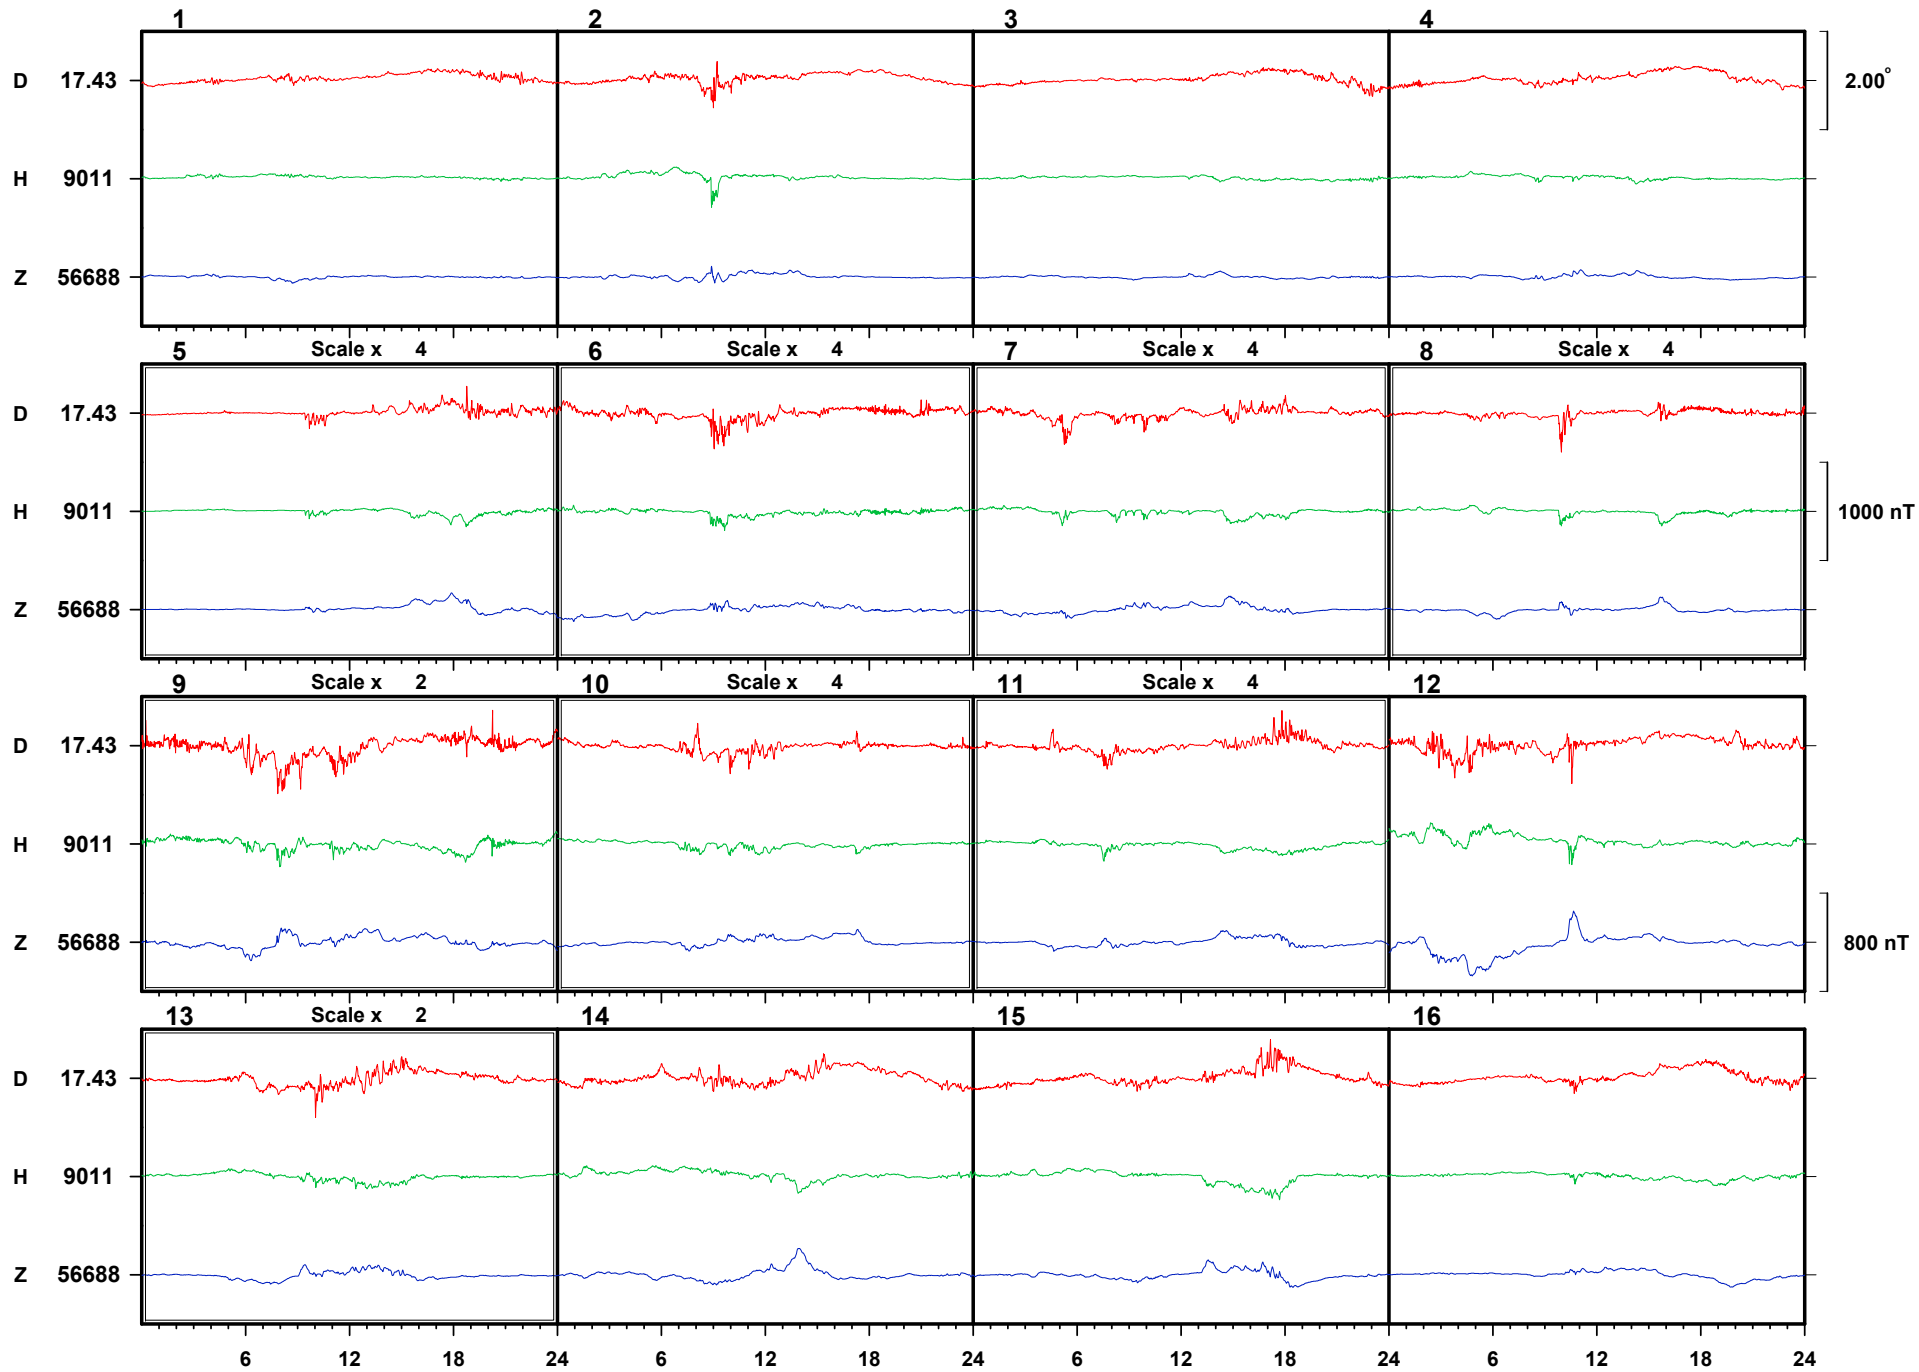 1 2 3 4
D 17.43 2.00°
H 9011
Z 56688
5 Scale x 4 6 Scale x 4 7 Scale x 4 8 Scale x 4
D 17.43
H 9011 1000 nT
Z 56688
9 Scale x 2 10 Scale x 4 11 Scale x 4 12
D 17.43
H 9011
Z 56688 800 nT
13 Scale x 2 14 15 16
D 17.43
H 9011
Z 56688
6 12 18 24 6 12 18 24 6 12 18 24 6 12 18 24